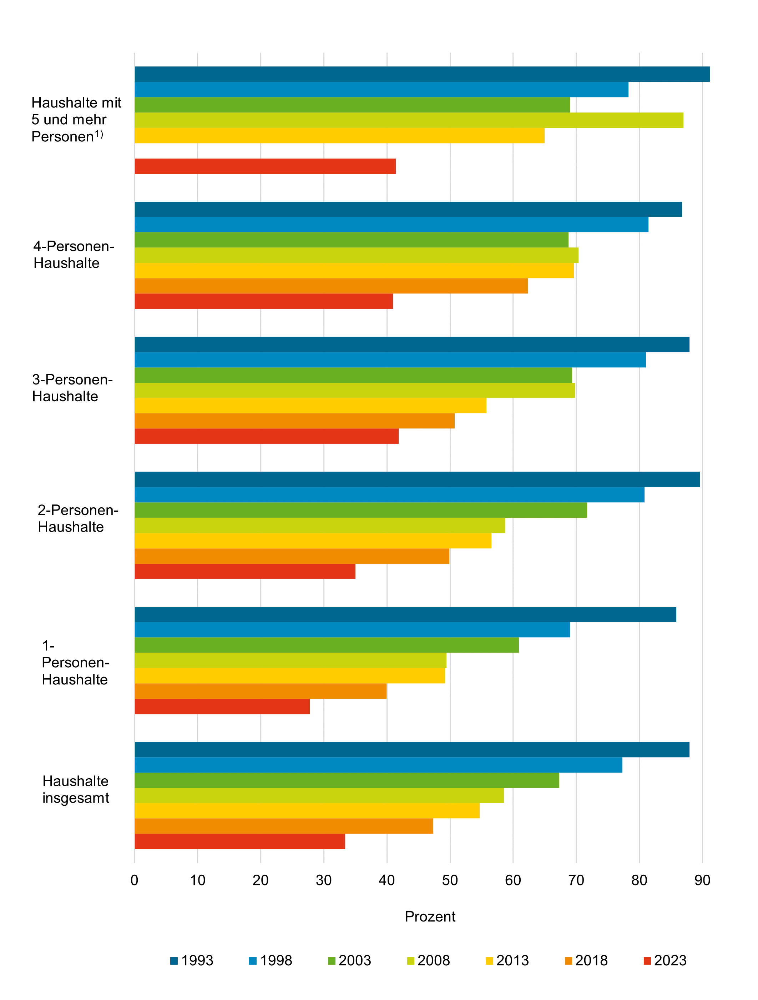 Haushalte mit
5 und mehr
Personen1)
4-Personen-
Haushalte
3-Personen-
Haushalte
2-Personen-
Haushalte
1-
Personen-
Haushalte
Haushalte
insgesamt
0 10 20 30 40 50 60 70 80 90
Prozent
1993 1998 2003 2008 2013 2018 2023